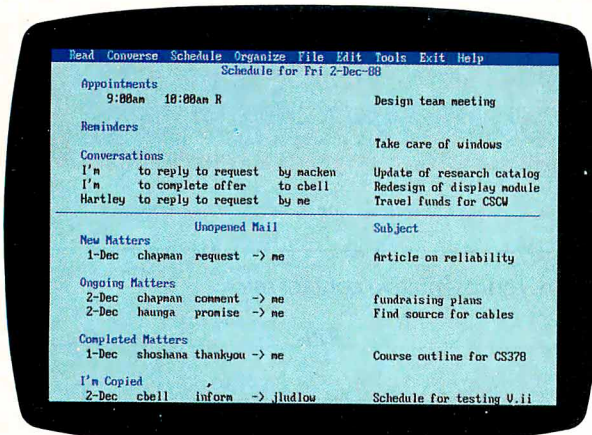 Read Converse Schedule Organize File Edit Tools Exit Help
Schedule for Fri 2-Dec-88
Appointments
9:00am 10:00am R Design team meeting
Reminders
Take care of windows
Conversations
I'm to reply to request by macken Update of research catalog
I'm to complete offer to cbell Redesign of display module
Hartley to reply to request by me Travel funds for CSCW
Unopened Mail Subject
New Matters
1-Dec chapman request -> me Article on reliability
Ongoing Matters
2-Dec chapman comment -> me fundraising plans
2-Dec haunga promise -> me Find source for cables
Completed Matters
1-Dec shoshana thankyou -> me Course outline for CS378
I'm Copied
2-Dec cbell inform -> jludlow Schedule for testing V.ii